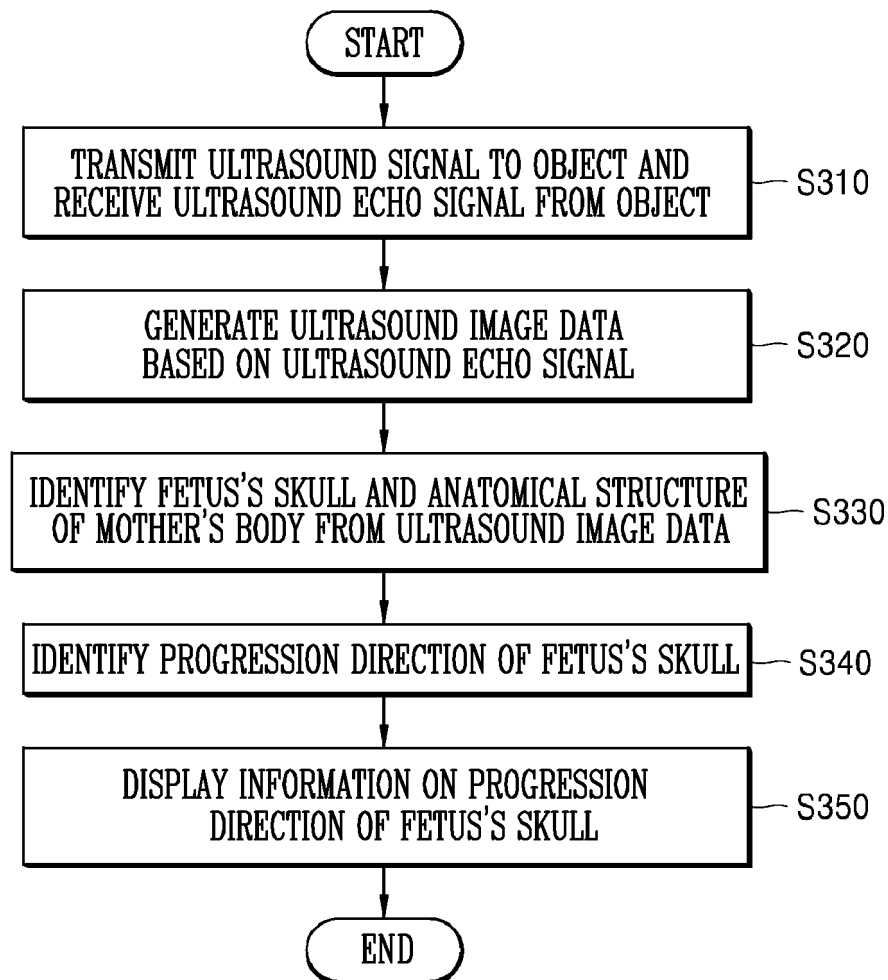 START
TRANSMIT ULTRASOUND SIGNAL TO OBJECT AND
RECEIVE ULTRASOUND ECHO SIGNAL FROM OBJECT
S310
GENERATE ULTRASOUND IMAGE DATA
BASED ON ULTRASOUND ECHO SIGNAL
S320
IDENTIFY FETUS'S SKULL AND ANATOMICAL STRUCTURE
OF MOTHER'S BODY FROM ULTRASOUND IMAGE DATA
S330
IDENTIFY PROGRESSION DIRECTION OF FETUS'S SKULL
S340
DISPLAY INFORMATION ON PROGRESSION
DIRECTION OF FETUS'S SKULL
S350
END